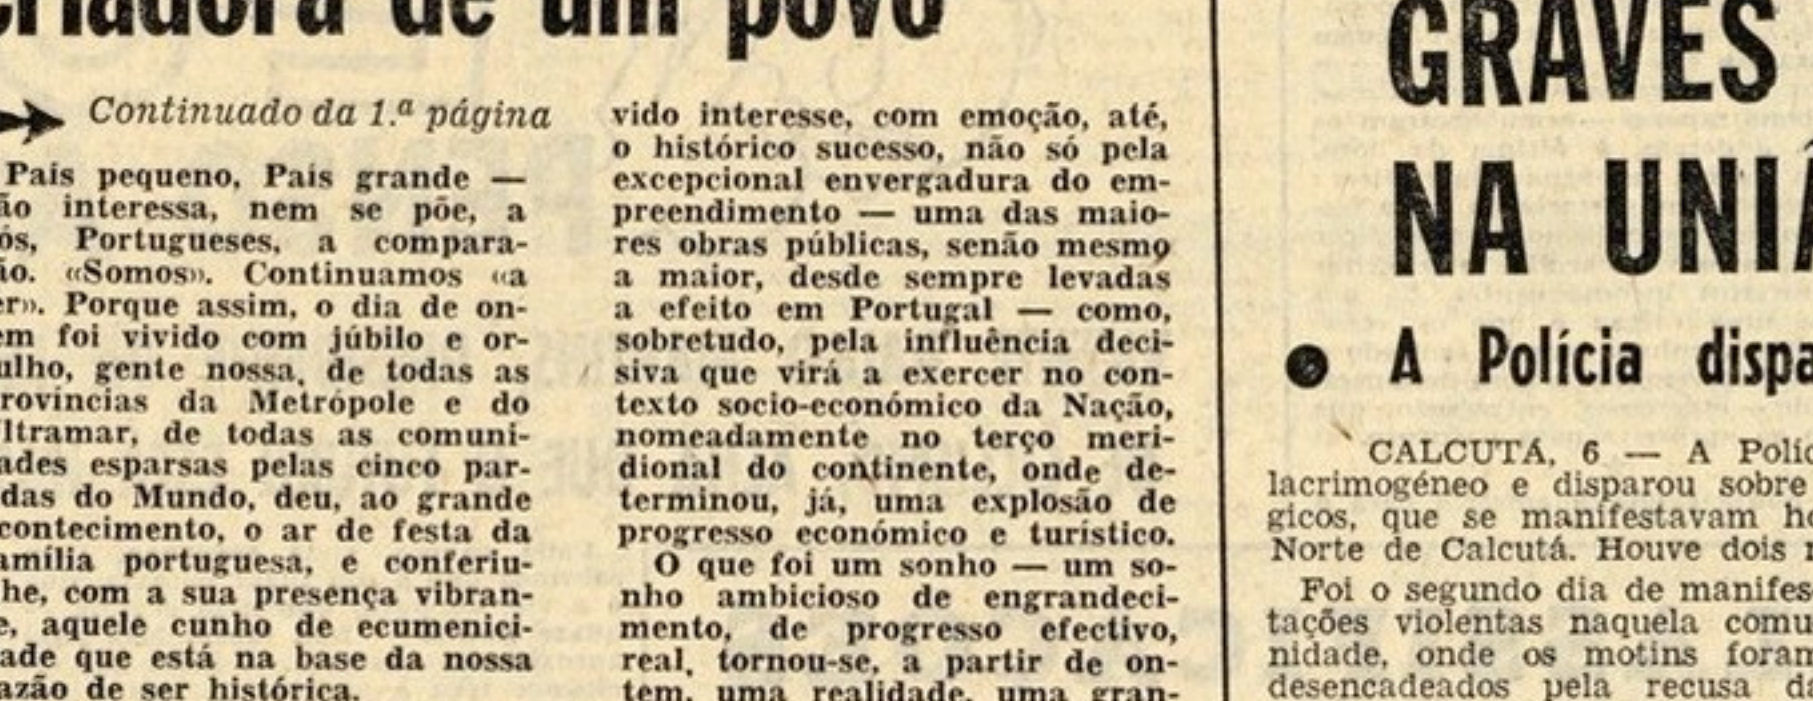 criadora de um povo
Continuado da 1.ª página
País pequeno, País grande —
interessa, nem se põe, a
Portugueses, a compara-
«Somos». Continuamos «a
Porque assim, o dia de on-
foi vivido com júbilo e or-
gente nossa, de todas as
da Metrópole e do
de todas as comuni-
esparsas pelas cinco par-
das do Mundo, deu, ao grande
o ar de festa da
portuguesa, e conferiu-
com a sua presença vibran-
aquele cunho de ecumenici-
que está na base da nossa
de ser histórica.
vido interesse, com emoção, até,
o histórico sucesso, não só pela
excepcional envergadura do em-
preendimento — uma das maio-
res obras públicas, senão mesmo
a maior, desde sempre levadas
a efeito em Portugal — como,
sobretudo, pela influência deci-
siva que virá a exercer no con-
texto socio-económico da Nação,
nomeadamente no terço meri-
dional do continente, onde de-
terminou, já, uma explosão de
progresso económico e turístico.
O que foi um sonho — um so-
nho ambicioso de engrandeci-
mento, de progresso efectivo,
real, tornou-se, a partir de on-
tem, uma realidade, uma gran-
GRAVES
NA
● A Polícia
CALCUTÁ, 6 — A
lacrimogéneo e disparou sobre
gicos, que se manifestavam
Norte de Calcutá. Houve dois
Foi o segundo dia de manifes-
tações violentas naquela comu-
nidade, onde os motins foram
desencadeados pela recusa